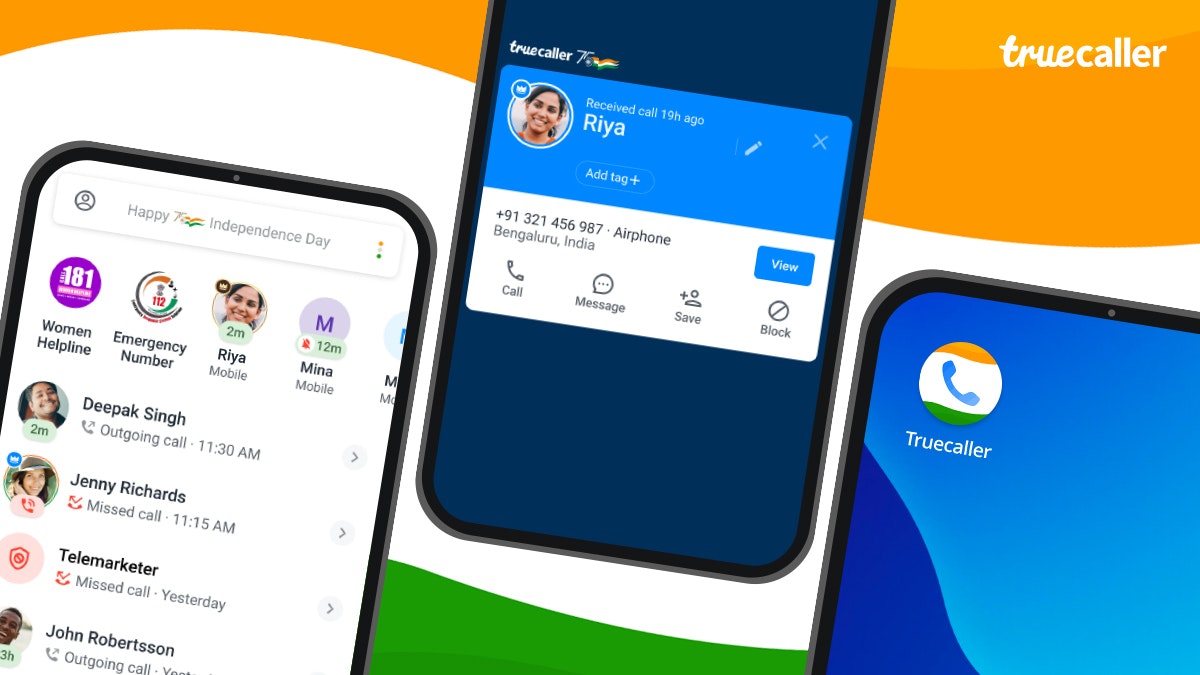 truecaller
Happy 75 Independence Day
181
WOMEN HELPLINE
112
2m
12m
Women
Helpline
Emergency
Number
Riya
Mobile
Mina
Mobile
M
M
Mo
Deepak Singh
Outgoing call · 11:30 AM
2m
Jenny Richards
Missed call · 11:15 AM
Telemarketer
Missed call · Yesterday
John Robertsson
Outgoing call · Yeste
3h
truecaller 75
Received call 19h ago
Riya
Add tag+
+91 321 456 987 · Airphone
Bengaluru, India
View
Call
Message
Save
Block
Truecaller